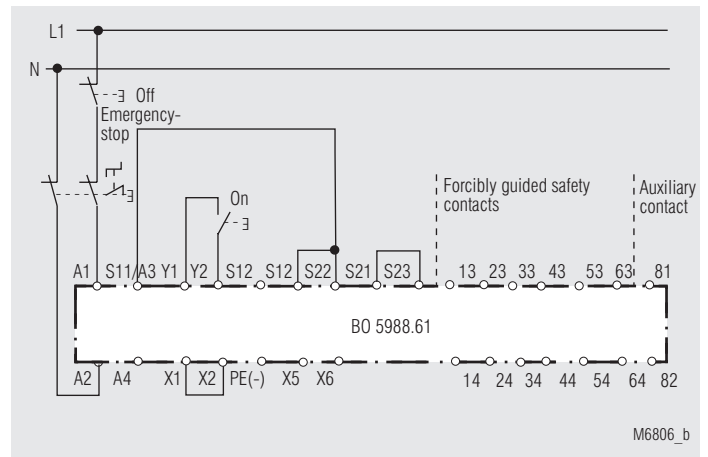 L1
N
Off
Emergency-
stop
On
Forcibly guided safety
contacts
Auxiliary
contact
A1 S11/A3 Y1 Y2 S12 S12 S22 S21 S23 13 23 33 43 53 63 81
BO 5988.61
A2 A4 X1 X2 PE(-) X5 X6 14 24 34 44 54 64 82
M6806_b